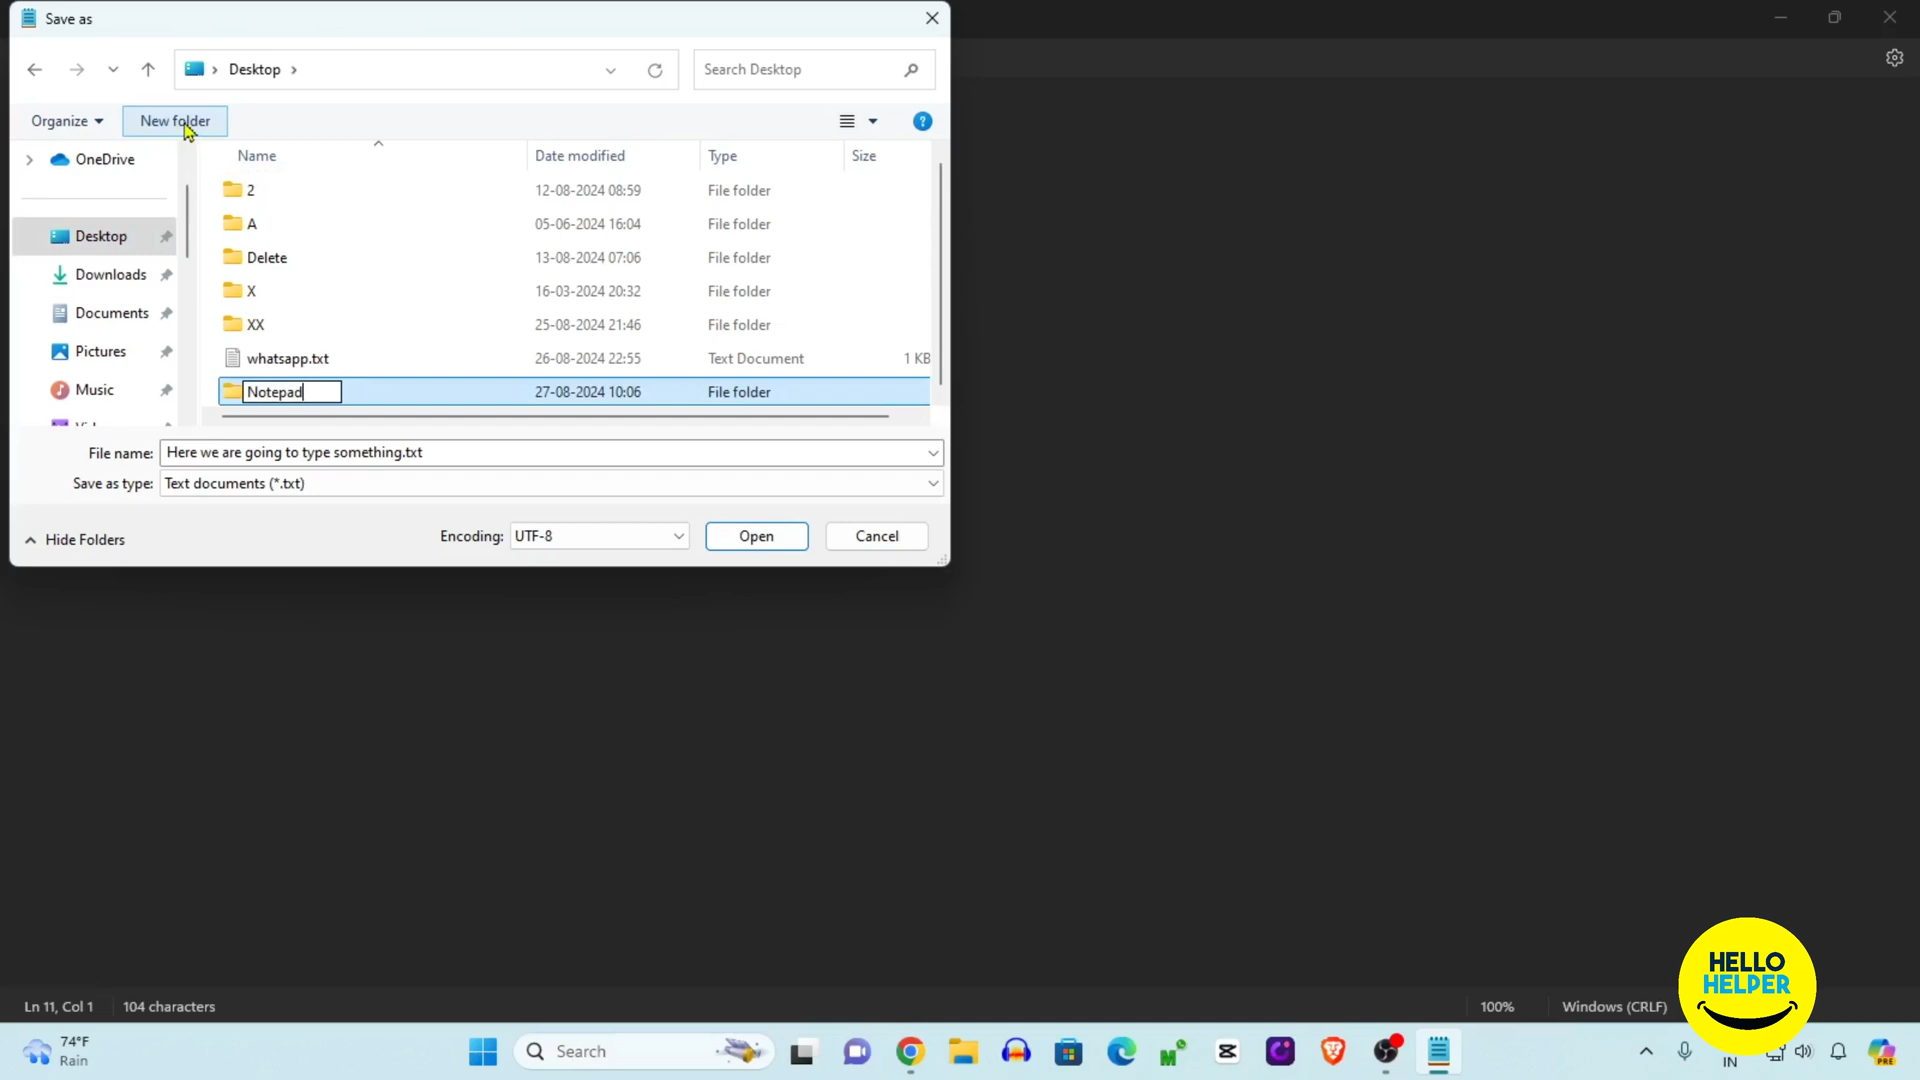 Save as
Desktop
Search Desktop
Organize
New folder
OneDrive
Desktop
Downloads
Documents
Pictures
Music
Name Date modified Type Size
2 12-08-2024 08:59 File folder
A 05-06-2024 16:04 File folder
Delete 13-08-2024 07:06 File folder
X 16-03-2024 20:32 File folder
XX 25-08-2024 21:46 File folder
whatsapp.txt 26-08-2024 22:55 Text Document 1 KB
Notepad 27-08-2024 10:06 File folder
File name: Here we are going to type something.txt
Save as type: Text documents (*.txt)
Hide Folders
Encoding: UTF-8
Open
Cancel
Ln 11, Col 1
104 characters
100%
Windows (CRLF)
HELLO
HELPER
74°F
Rain
Search
IN
PRE